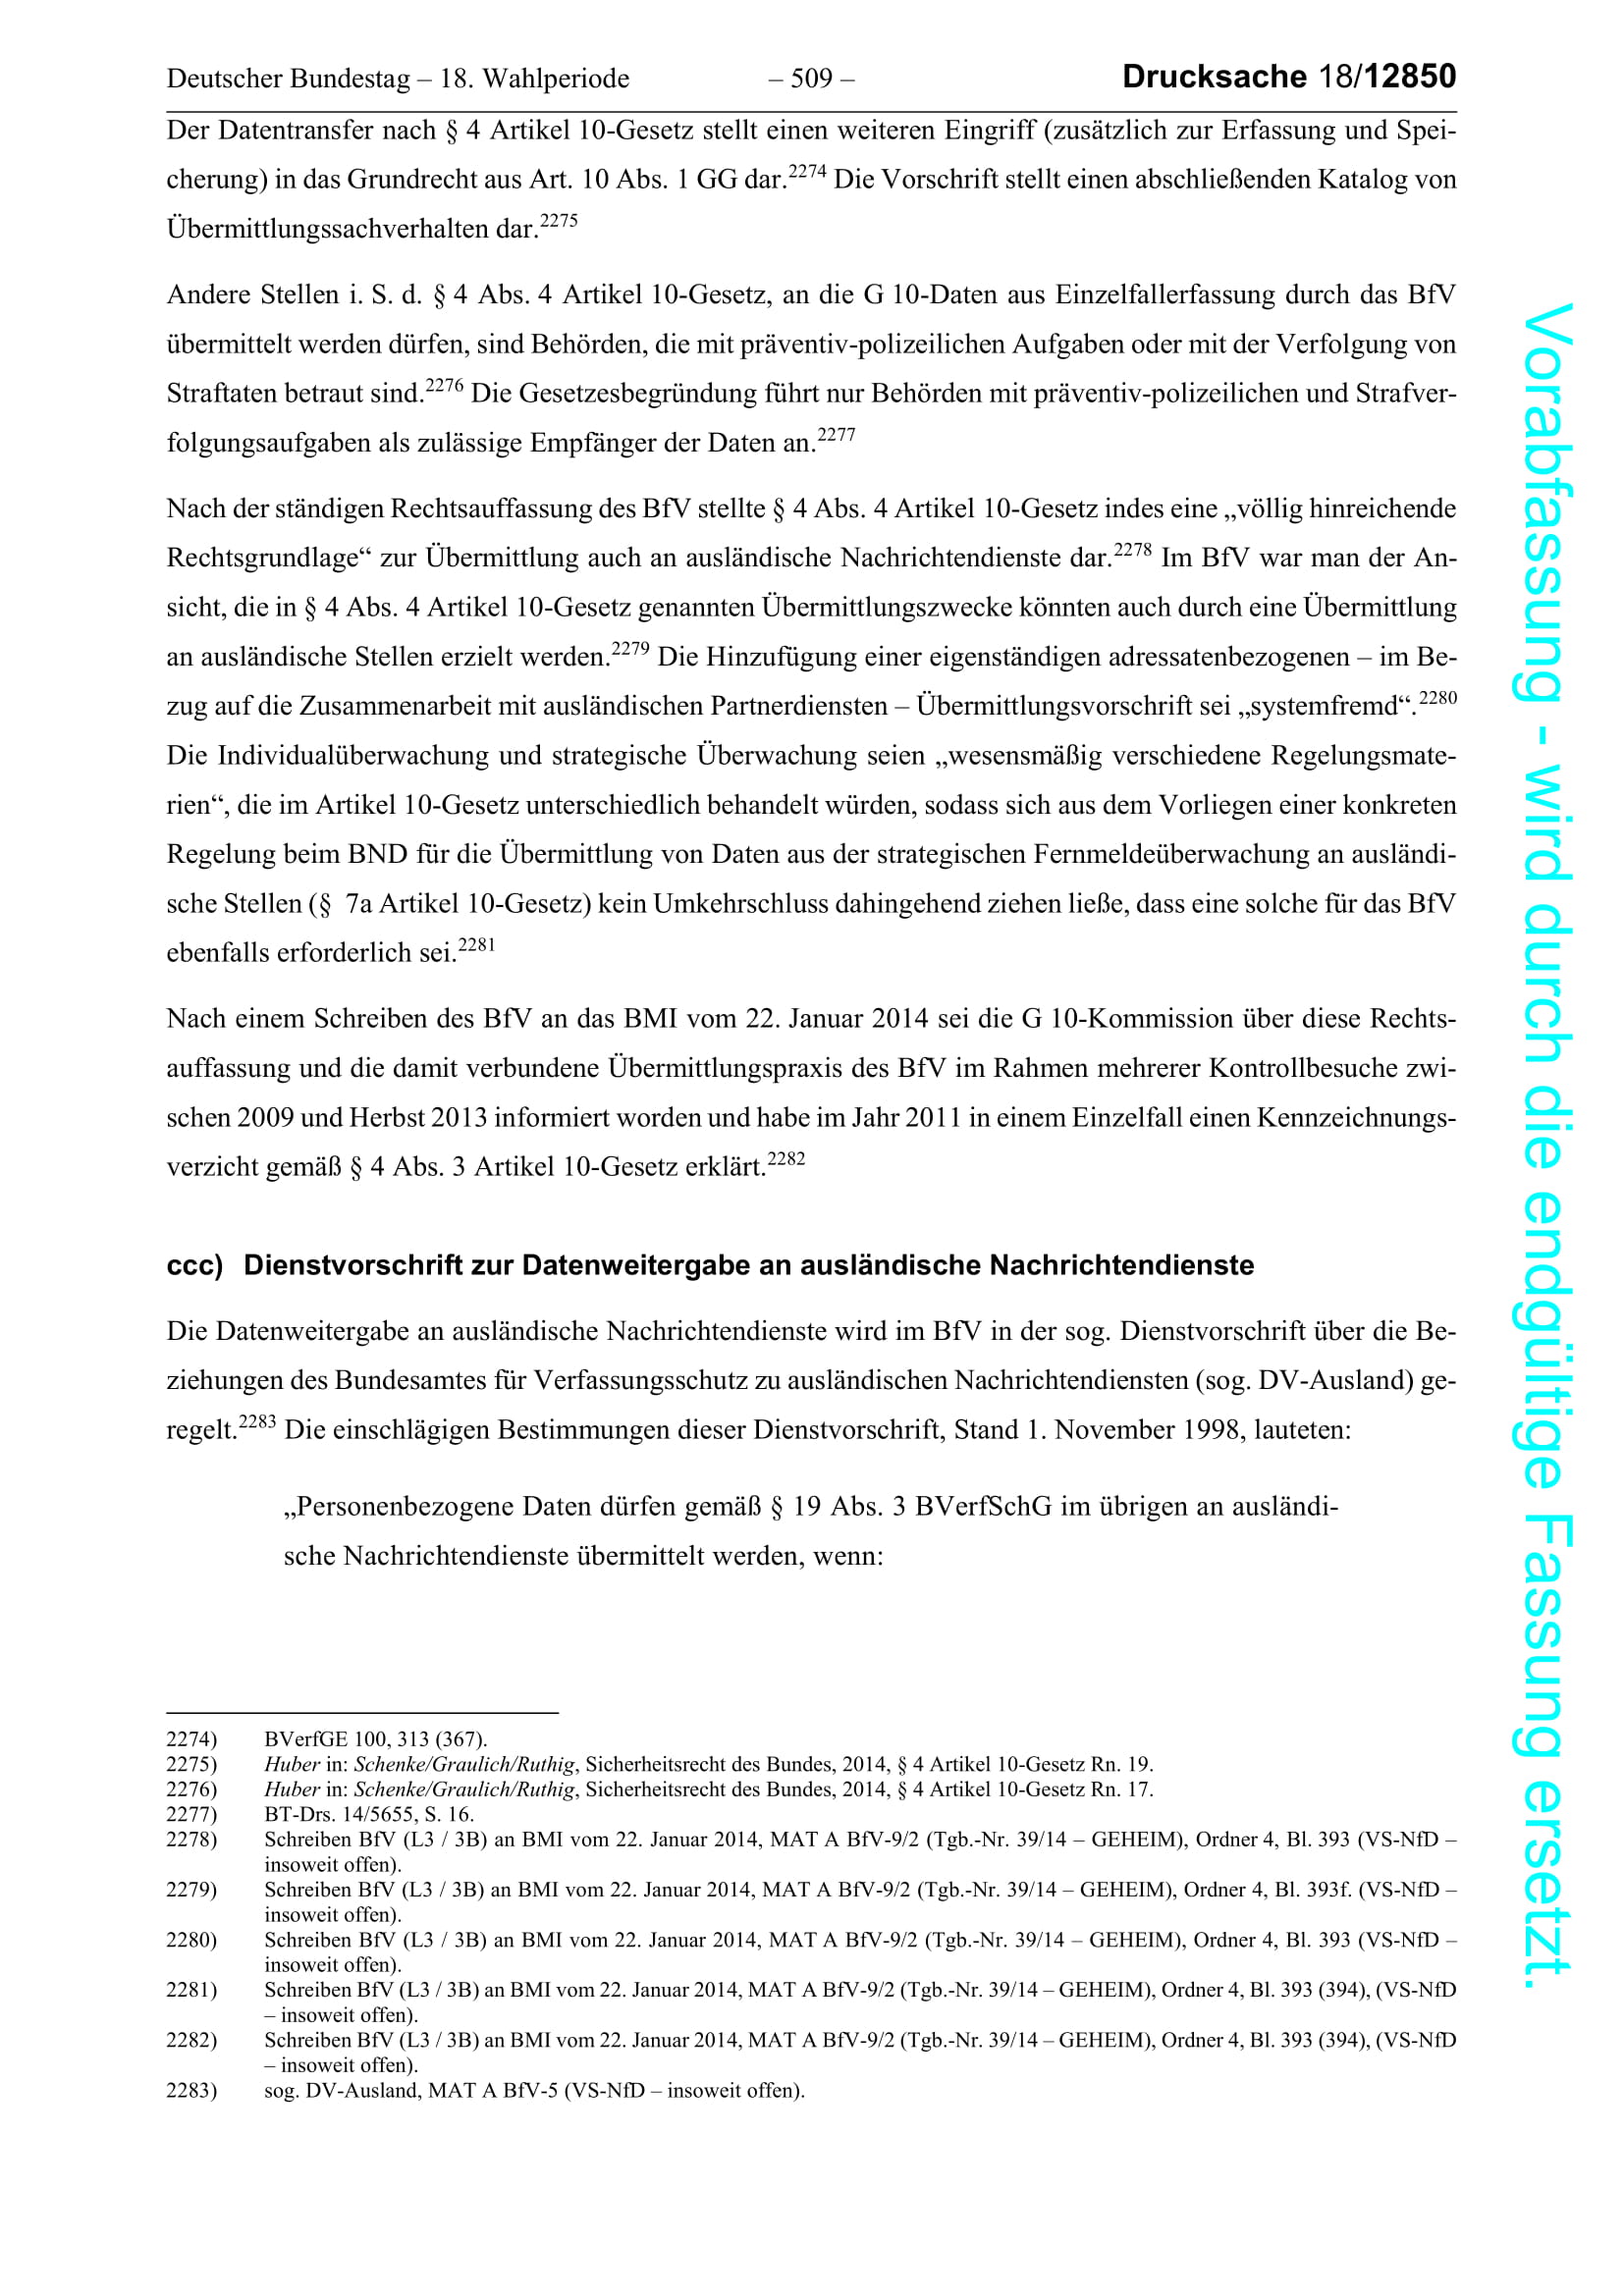 Deutscher Bundestag – 18. Wahlperiode – 509 – Drucksache 18/12850
Der Datentransfer nach § 4 Artikel 10-Gesetz stellt einen weiteren Eingriff (zusätzlich zur Erfassung und Spei-
cherung) in das Grundrecht aus Art. 10 Abs. 1 GG dar.2274 Die Vorschrift stellt einen abschließenden Katalog von
Übermittlungssachverhalten dar.2275
Andere Stellen i. S. d. § 4 Abs. 4 Artikel 10-Gesetz, an die G 10-Daten aus Einzelfallerfassung durch das BfV
übermittelt werden dürfen, sind Behörden, die mit präventiv-polizeilichen Aufgaben oder mit der Verfolgung von
Straftaten betraut sind.2276 Die Gesetzesbegründung führt nur Behörden mit präventiv-polizeilichen und Strafver-
folgungsaufgaben als zulässige Empfänger der Daten an.2277
Nach der ständigen Rechtsauffassung des BfV stellte § 4 Abs. 4 Artikel 10-Gesetz indes eine „völlig hinreichende
Rechtsgrundlage“ zur Übermittlung auch an ausländische Nachrichtendienste dar.2278 Im BfV war man der An-
sicht, die in § 4 Abs. 4 Artikel 10-Gesetz genannten Übermittlungszwecke könnten auch durch eine Übermittlung
an ausländische Stellen erzielt werden.2279 Die Hinzufügung einer eigenständigen adressatenbezogenen – im Be-
zug auf die Zusammenarbeit mit ausländischen Partnerdiensten – Übermittlungsvorschrift sei „systemfremd“.2280
Die Individualüberwachung und strategische Überwachung seien „wesensmäßig verschiedene Regelungsmate-
rien“, die im Artikel 10-Gesetz unterschiedlich behandelt würden, sodass sich aus dem Vorliegen einer konkreten
Regelung beim BND für die Übermittlung von Daten aus der strategischen Fernmeldeüberwachung an ausländi-
sche Stellen (§ 7a Artikel 10-Gesetz) kein Umkehrschluss dahingehend ziehen ließe, dass eine solche für das BfV
ebenfalls erforderlich sei.2281
Nach einem Schreiben des BfV an das BMI vom 22. Januar 2014 sei die G 10-Kommission über diese Rechts-
auffassung und die damit verbundene Übermittlungspraxis des BfV im Rahmen mehrerer Kontrollbesuche zwi-
schen 2009 und Herbst 2013 informiert worden und habe im Jahr 2011 in einem Einzelfall einen Kennzeichnungs-
verzicht gemäß § 4 Abs. 3 Artikel 10-Gesetz erklärt.2282
ccc) Dienstvorschrift zur Datenweitergabe an ausländische Nachrichtendienste
Die Datenweitergabe an ausländische Nachrichtendienste wird im BfV in der sog. Dienstvorschrift über die Be-
ziehungen des Bundesamtes für Verfassungsschutz zu ausländischen Nachrichtendiensten (sog. DV-Ausland) ge-
regelt.2283 Die einschlägigen Bestimmungen dieser Dienstvorschrift, Stand 1. November 1998, lauteten:
„Personenbezogene Daten dürfen gemäß § 19 Abs. 3 BVerfSchG im übrigen an ausländi-
sche Nachrichtendienste übermittelt werden, wenn:
2274) BVerfGE 100, 313 (367).
2275) Huber in: Schenke/Graulich/Ruthig, Sicherheitsrecht des Bundes, 2014, § 4 Artikel 10-Gesetz Rn. 19.
2276) Huber in: Schenke/Graulich/Ruthig, Sicherheitsrecht des Bundes, 2014, § 4 Artikel 10-Gesetz Rn. 17.
2277) BT-Drs. 14/5655, S. 16.
2278) Schreiben BfV (L3 / 3B) an BMI vom 22. Januar 2014, MAT A BfV-9/2 (Tgb.-Nr. 39/14 – GEHEIM), Ordner 4, Bl. 393 (VS-NfD –
insoweit offen).
2279) Schreiben BfV (L3 / 3B) an BMI vom 22. Januar 2014, MAT A BfV-9/2 (Tgb.-Nr. 39/14 – GEHEIM), Ordner 4, Bl. 393f. (VS-NfD –
insoweit offen).
2280) Schreiben BfV (L3 / 3B) an BMI vom 22. Januar 2014, MAT A BfV-9/2 (Tgb.-Nr. 39/14 – GEHEIM), Ordner 4, Bl. 393 (VS-NfD –
insoweit offen).
2281) Schreiben BfV (L3 / 3B) an BMI vom 22. Januar 2014, MAT A BfV-9/2 (Tgb.-Nr. 39/14 – GEHEIM), Ordner 4, Bl. 393 (394), (VS-NfD
– insoweit offen).
2282) Schreiben BfV (L3 / 3B) an BMI vom 22. Januar 2014, MAT A BfV-9/2 (Tgb.-Nr. 39/14 – GEHEIM), Ordner 4, Bl. 393 (394), (VS-NfD
– insoweit offen).
2283) sog. DV-Ausland, MAT A BfV-5 (VS-NfD – insoweit offen).
Vorabfassung - wird durch die endgültige Fassung ersetzt.